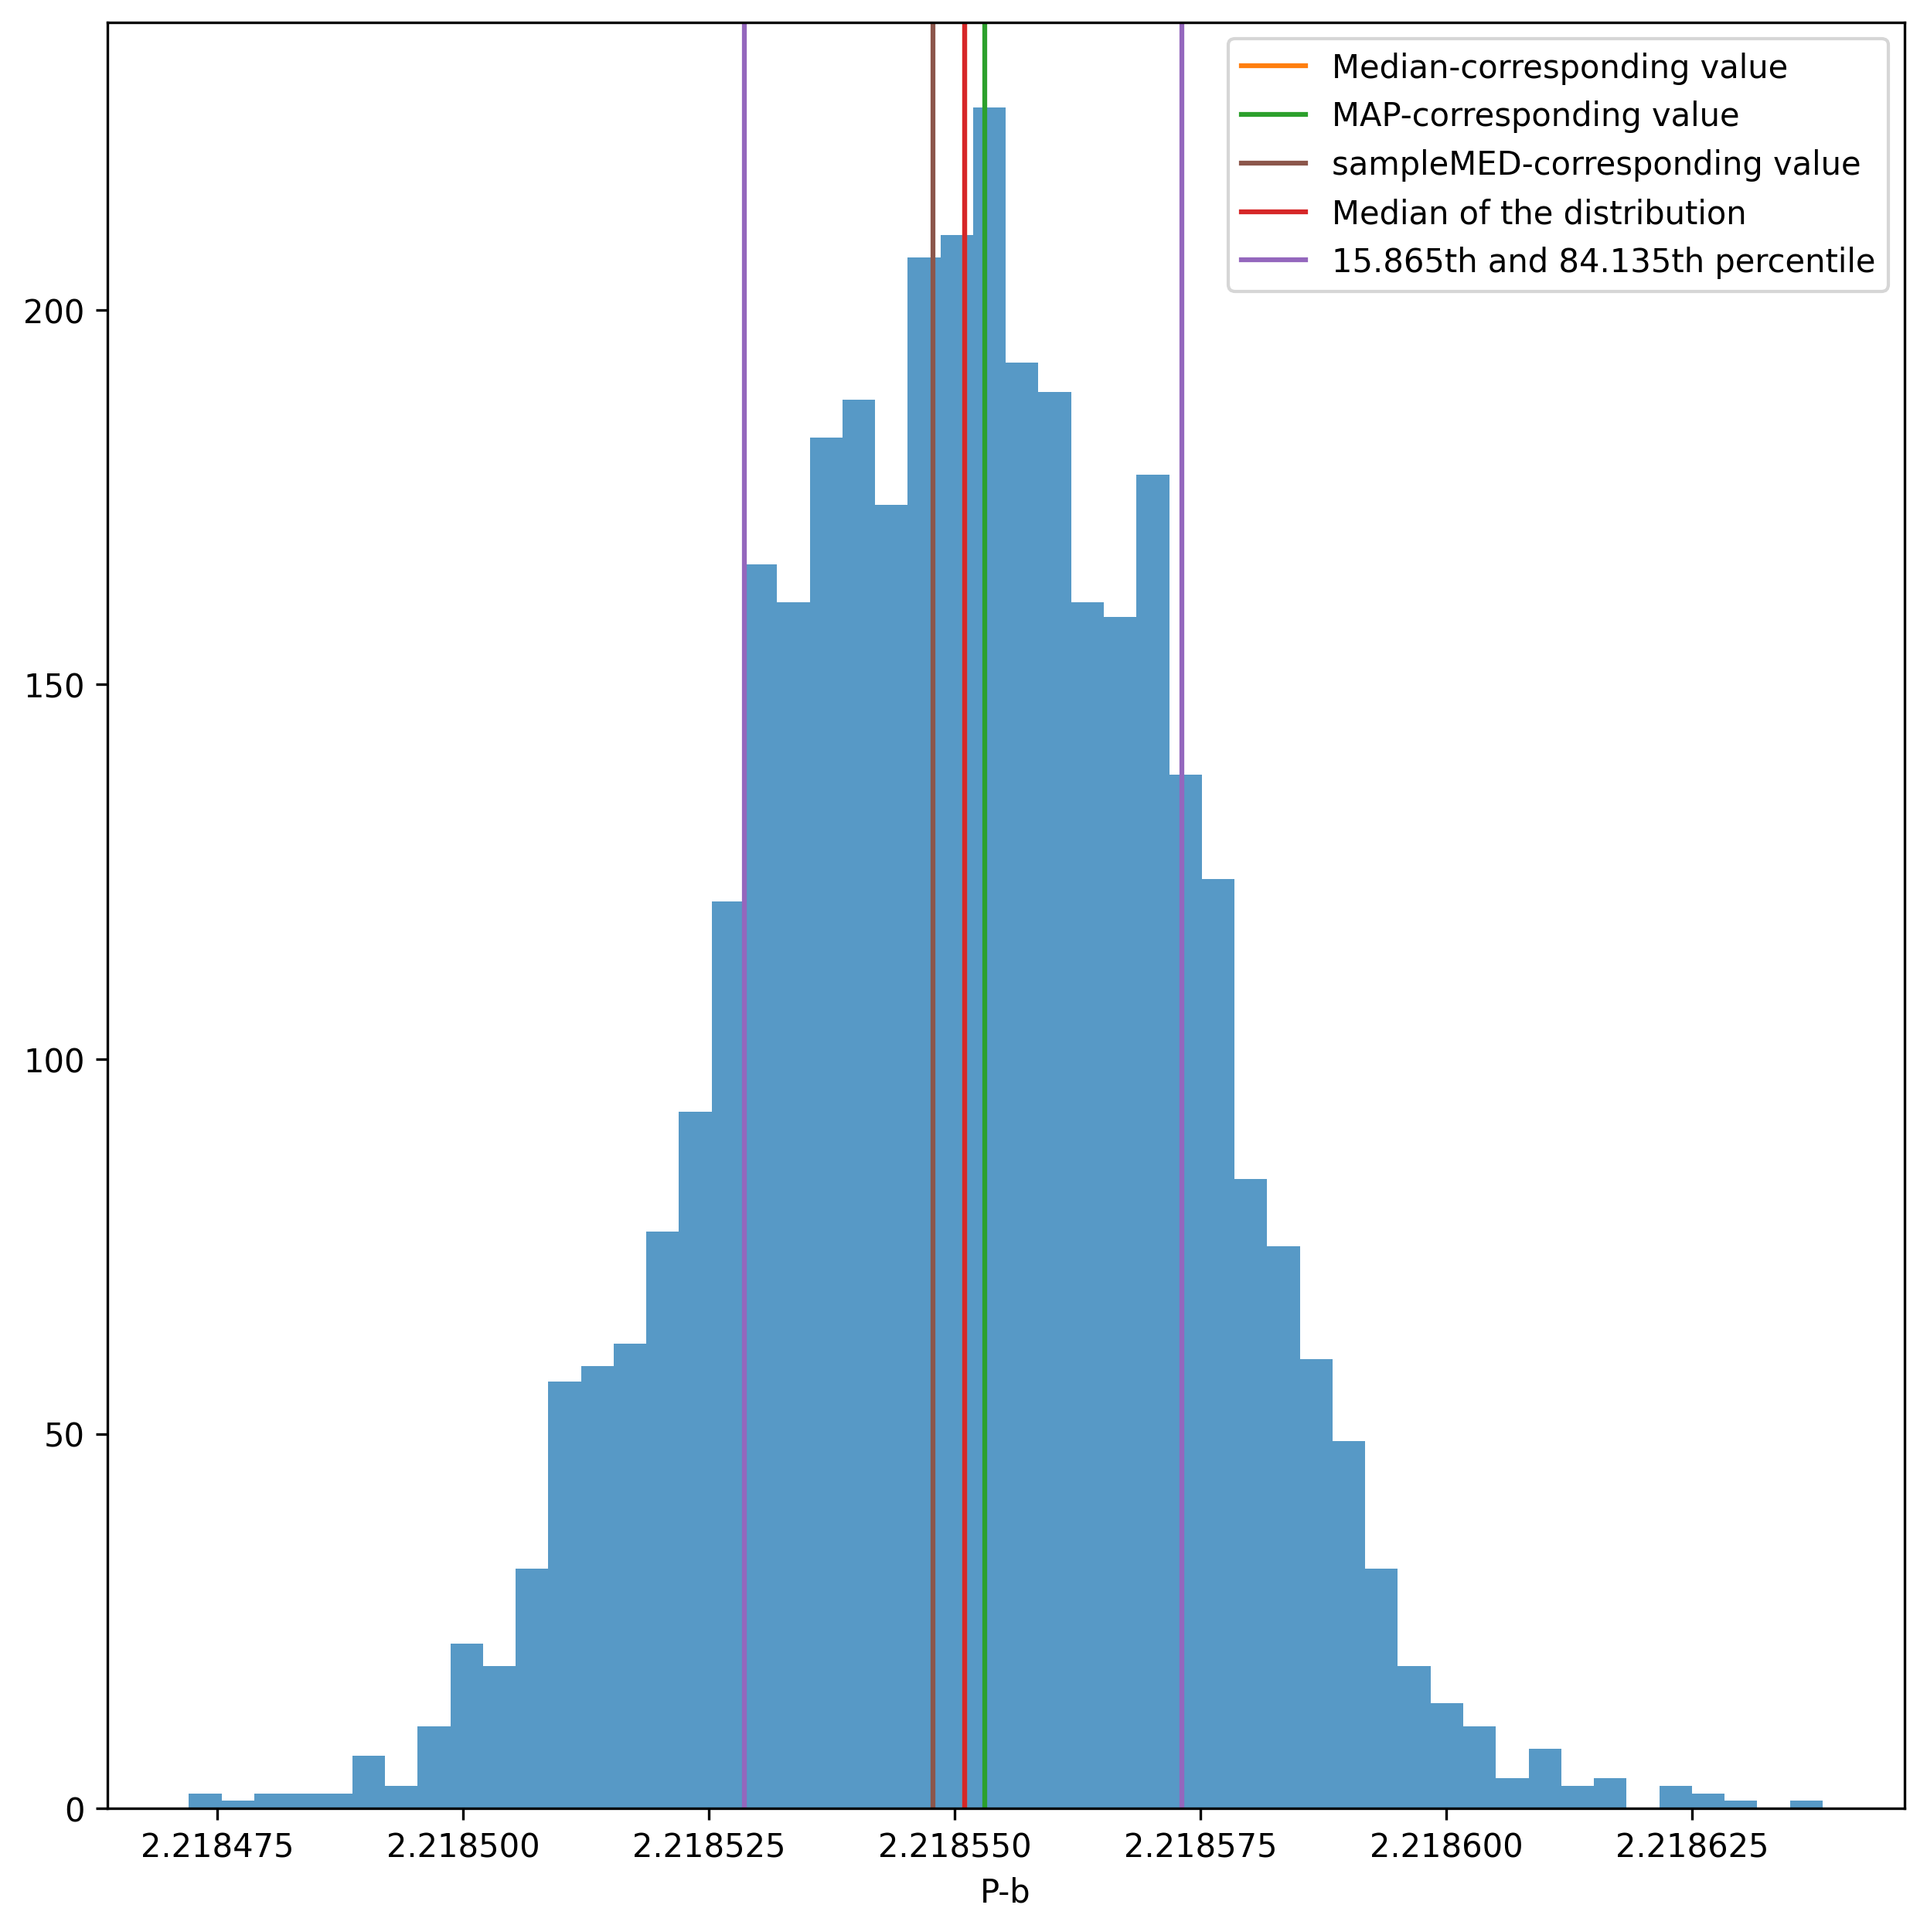 Median-corresponding value
MAP-corresponding value
sampleMED-corresponding value
Median of the distribution
15.865th and 84.135th percentile
200
150
100
50
0
2.218475 2.218500 2.218525 2.218550 2.218575 2.218600 2.218625
P-b